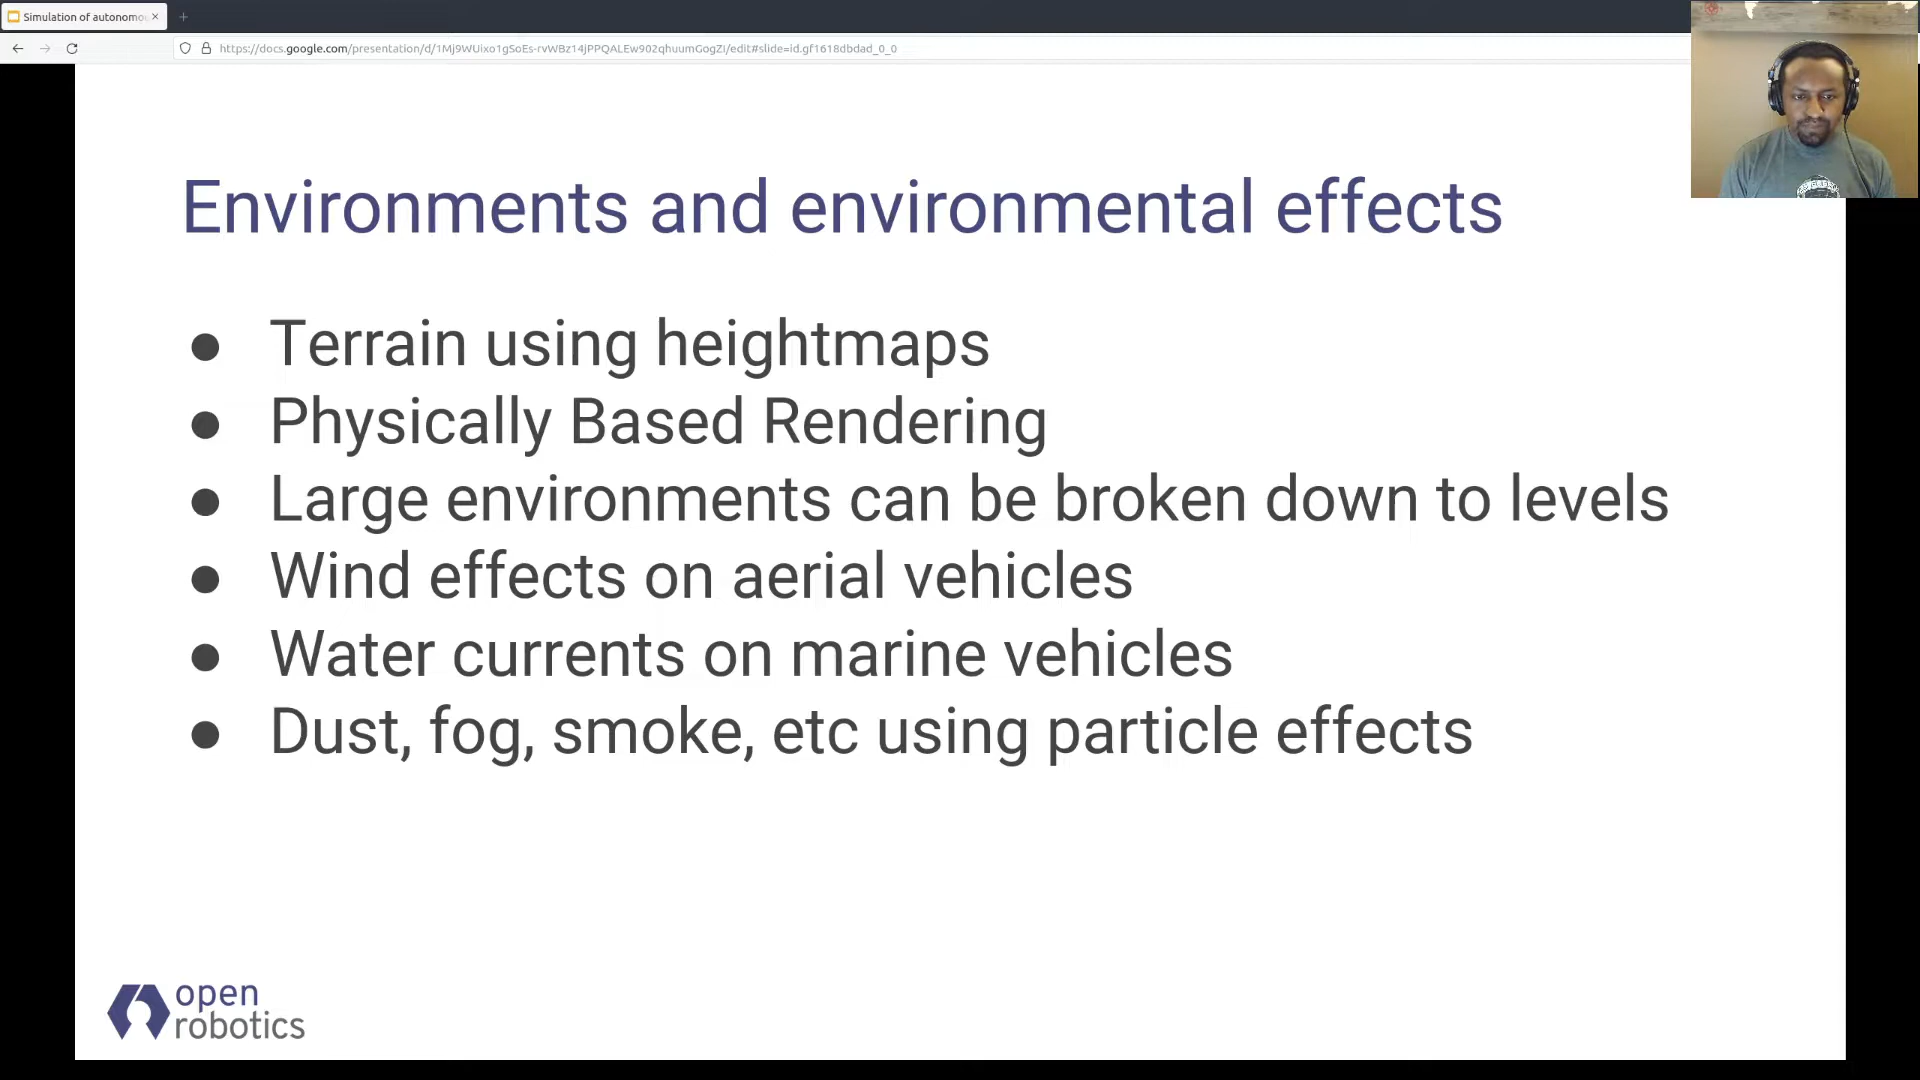 Simulation of autonomo
https://docs.google.com/presentation/d/1Mj9WUixo1gSoEs-rvWBz14jPPQALEw902qhuumGogZI/edit#slide=id.gf1618dbdad_0_0
Environments and environmental effects
● Terrain using heightmaps
● Physically Based Rendering
● Large environments can be broken down to levels
● Wind effects on aerial vehicles
● Water currents on marine vehicles
● Dust, fog, smoke, etc using particle effects
open
robotics